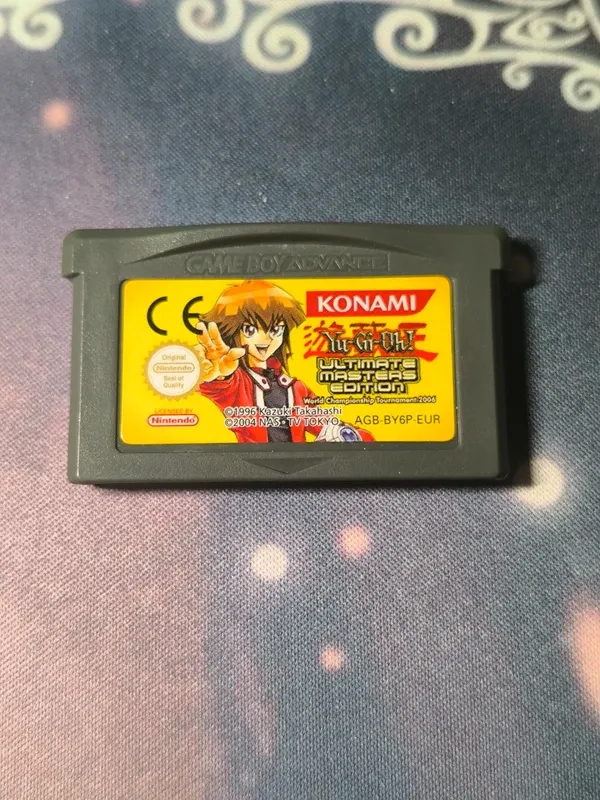 GAME BOY ADVANCE
CE
KONAMI
遊戯王
Yu-Gi-Oh!
ULTIMATE
MASTERS
EDITION
World Championship Tournament 2006
Original
Nintendo
Seal of
Quality
LICENSED BY
Nintendo
©1996 Kazuki Takahashi
©2004 NAS • TV TOKYO
AGB-BY6P-EUR